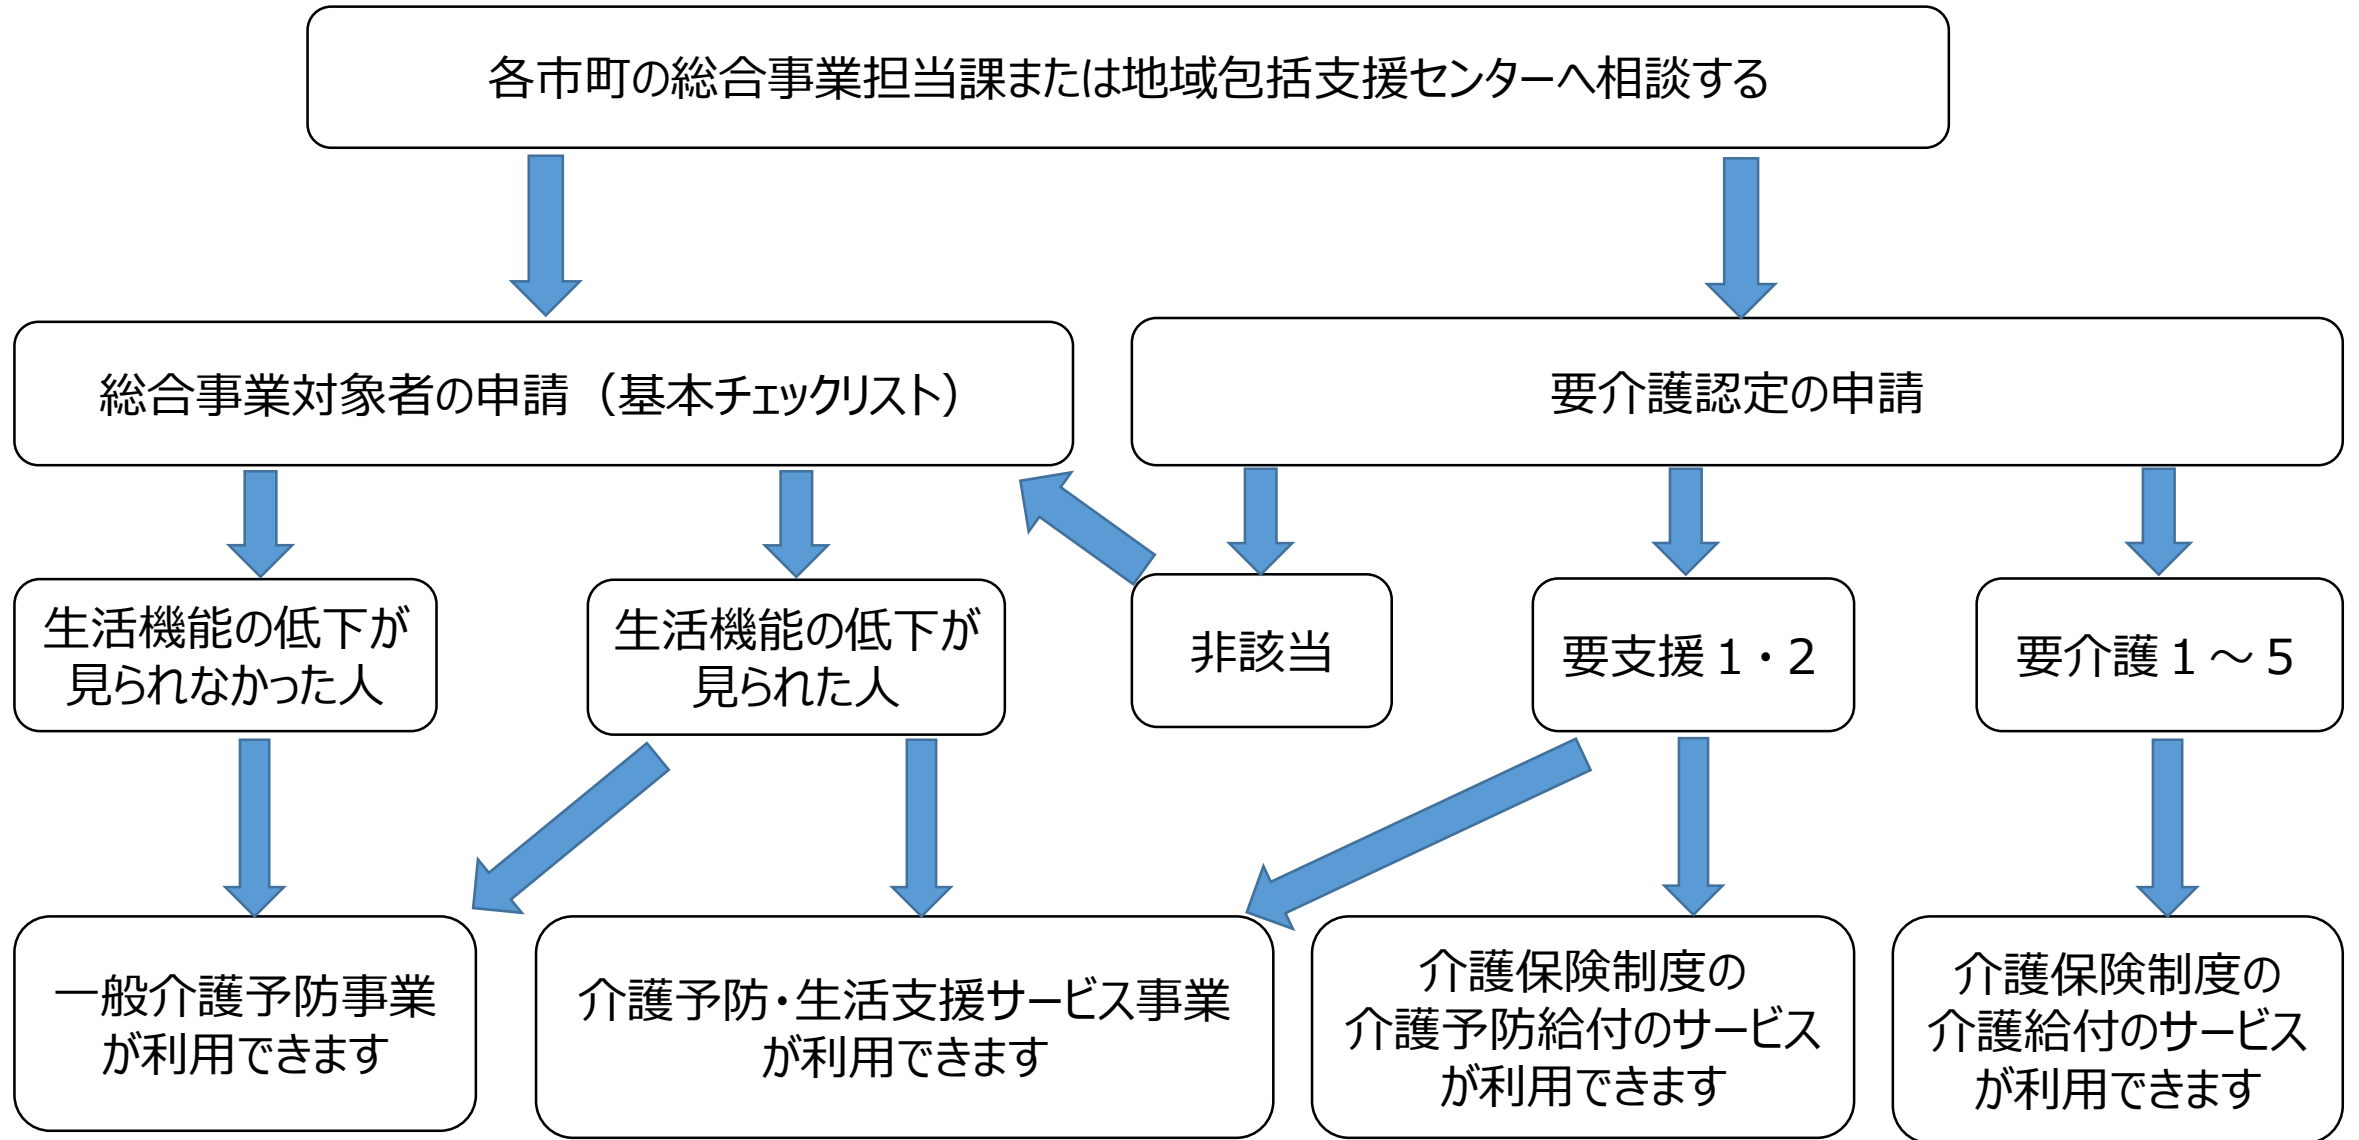 各市町の総合事業担当課または地域包括支援センターへ相談する
総合事業対象者の申請（基本チェックリスト）
要介護認定の申請
生活機能の低下が
見られなかった人
生活機能の低下が
見られた人
非該当
要支援１・２
要介護１～５
一般介護予防事業
が利用できます
介護予防・生活支援サービス事業
が利用できます
介護保険制度の
介護予防給付のサービス
が利用できます
介護保険制度の
介護給付のサービス
が利用できます